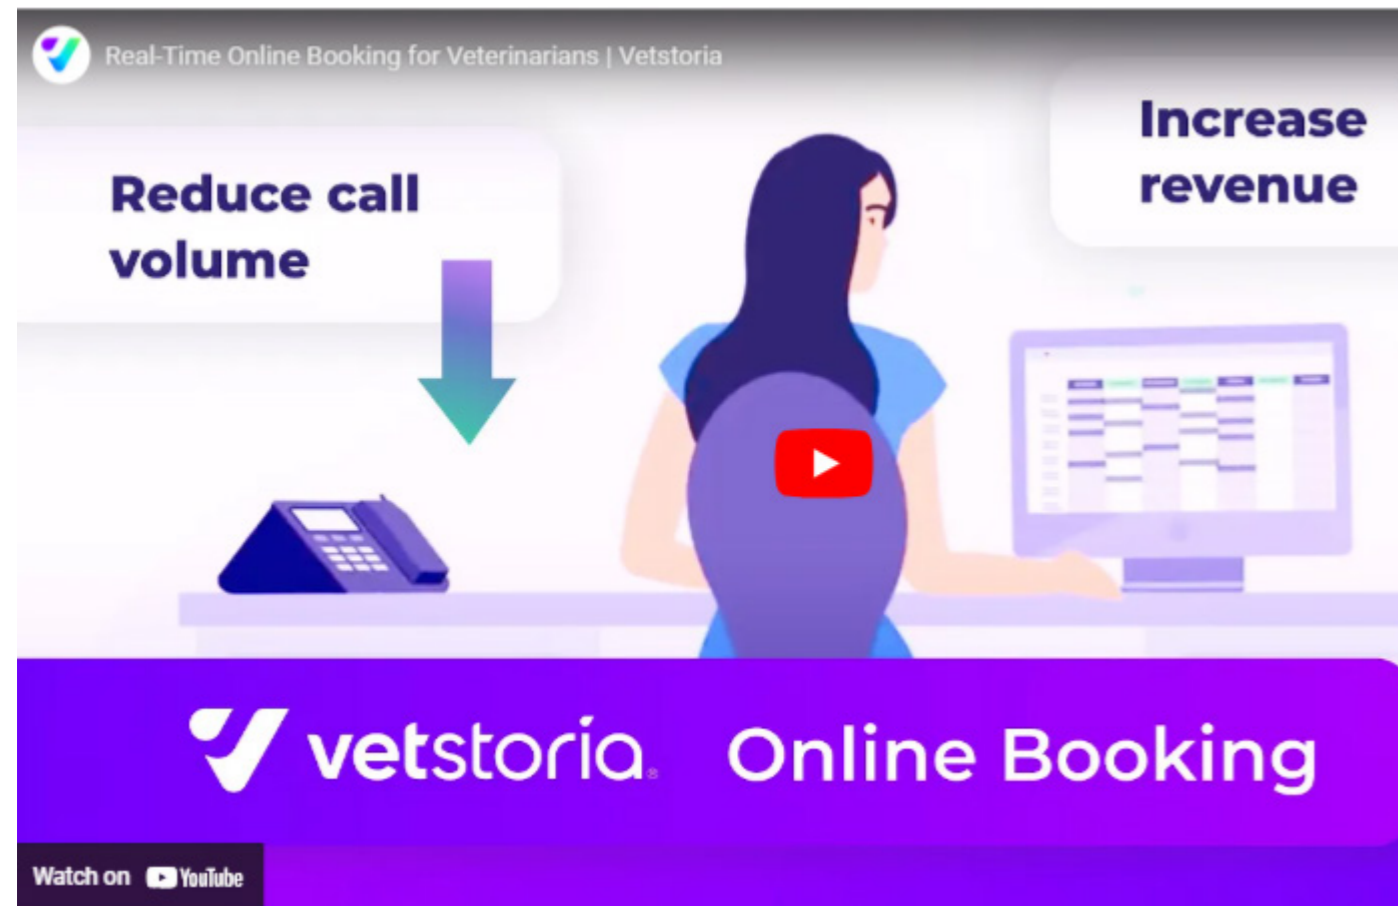 Real-Time Online Booking for Veterinarians | Vetstoria
Reduce call
volume
Increase
revenue
vetstoria® Online Booking
Watch on YouTube